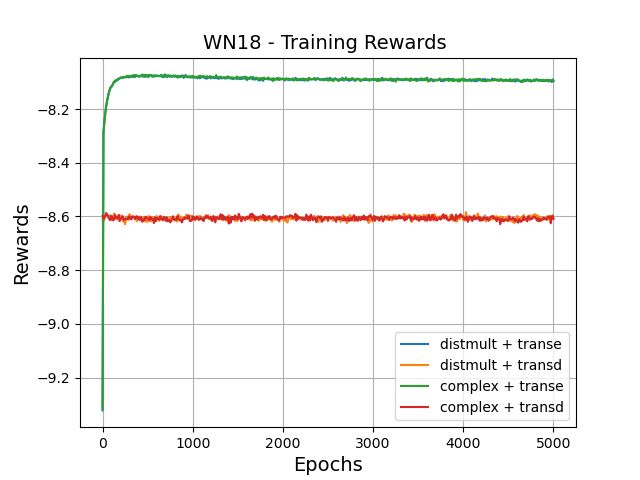 WN18 - Training Rewards
Rewards
−8.2
−8.4
−8.6
−8.8
−9.0
−9.2
0 1000 2000 3000 4000 5000
Epochs
distmult + transe
distmult + transd
complex + transe
complex + transd